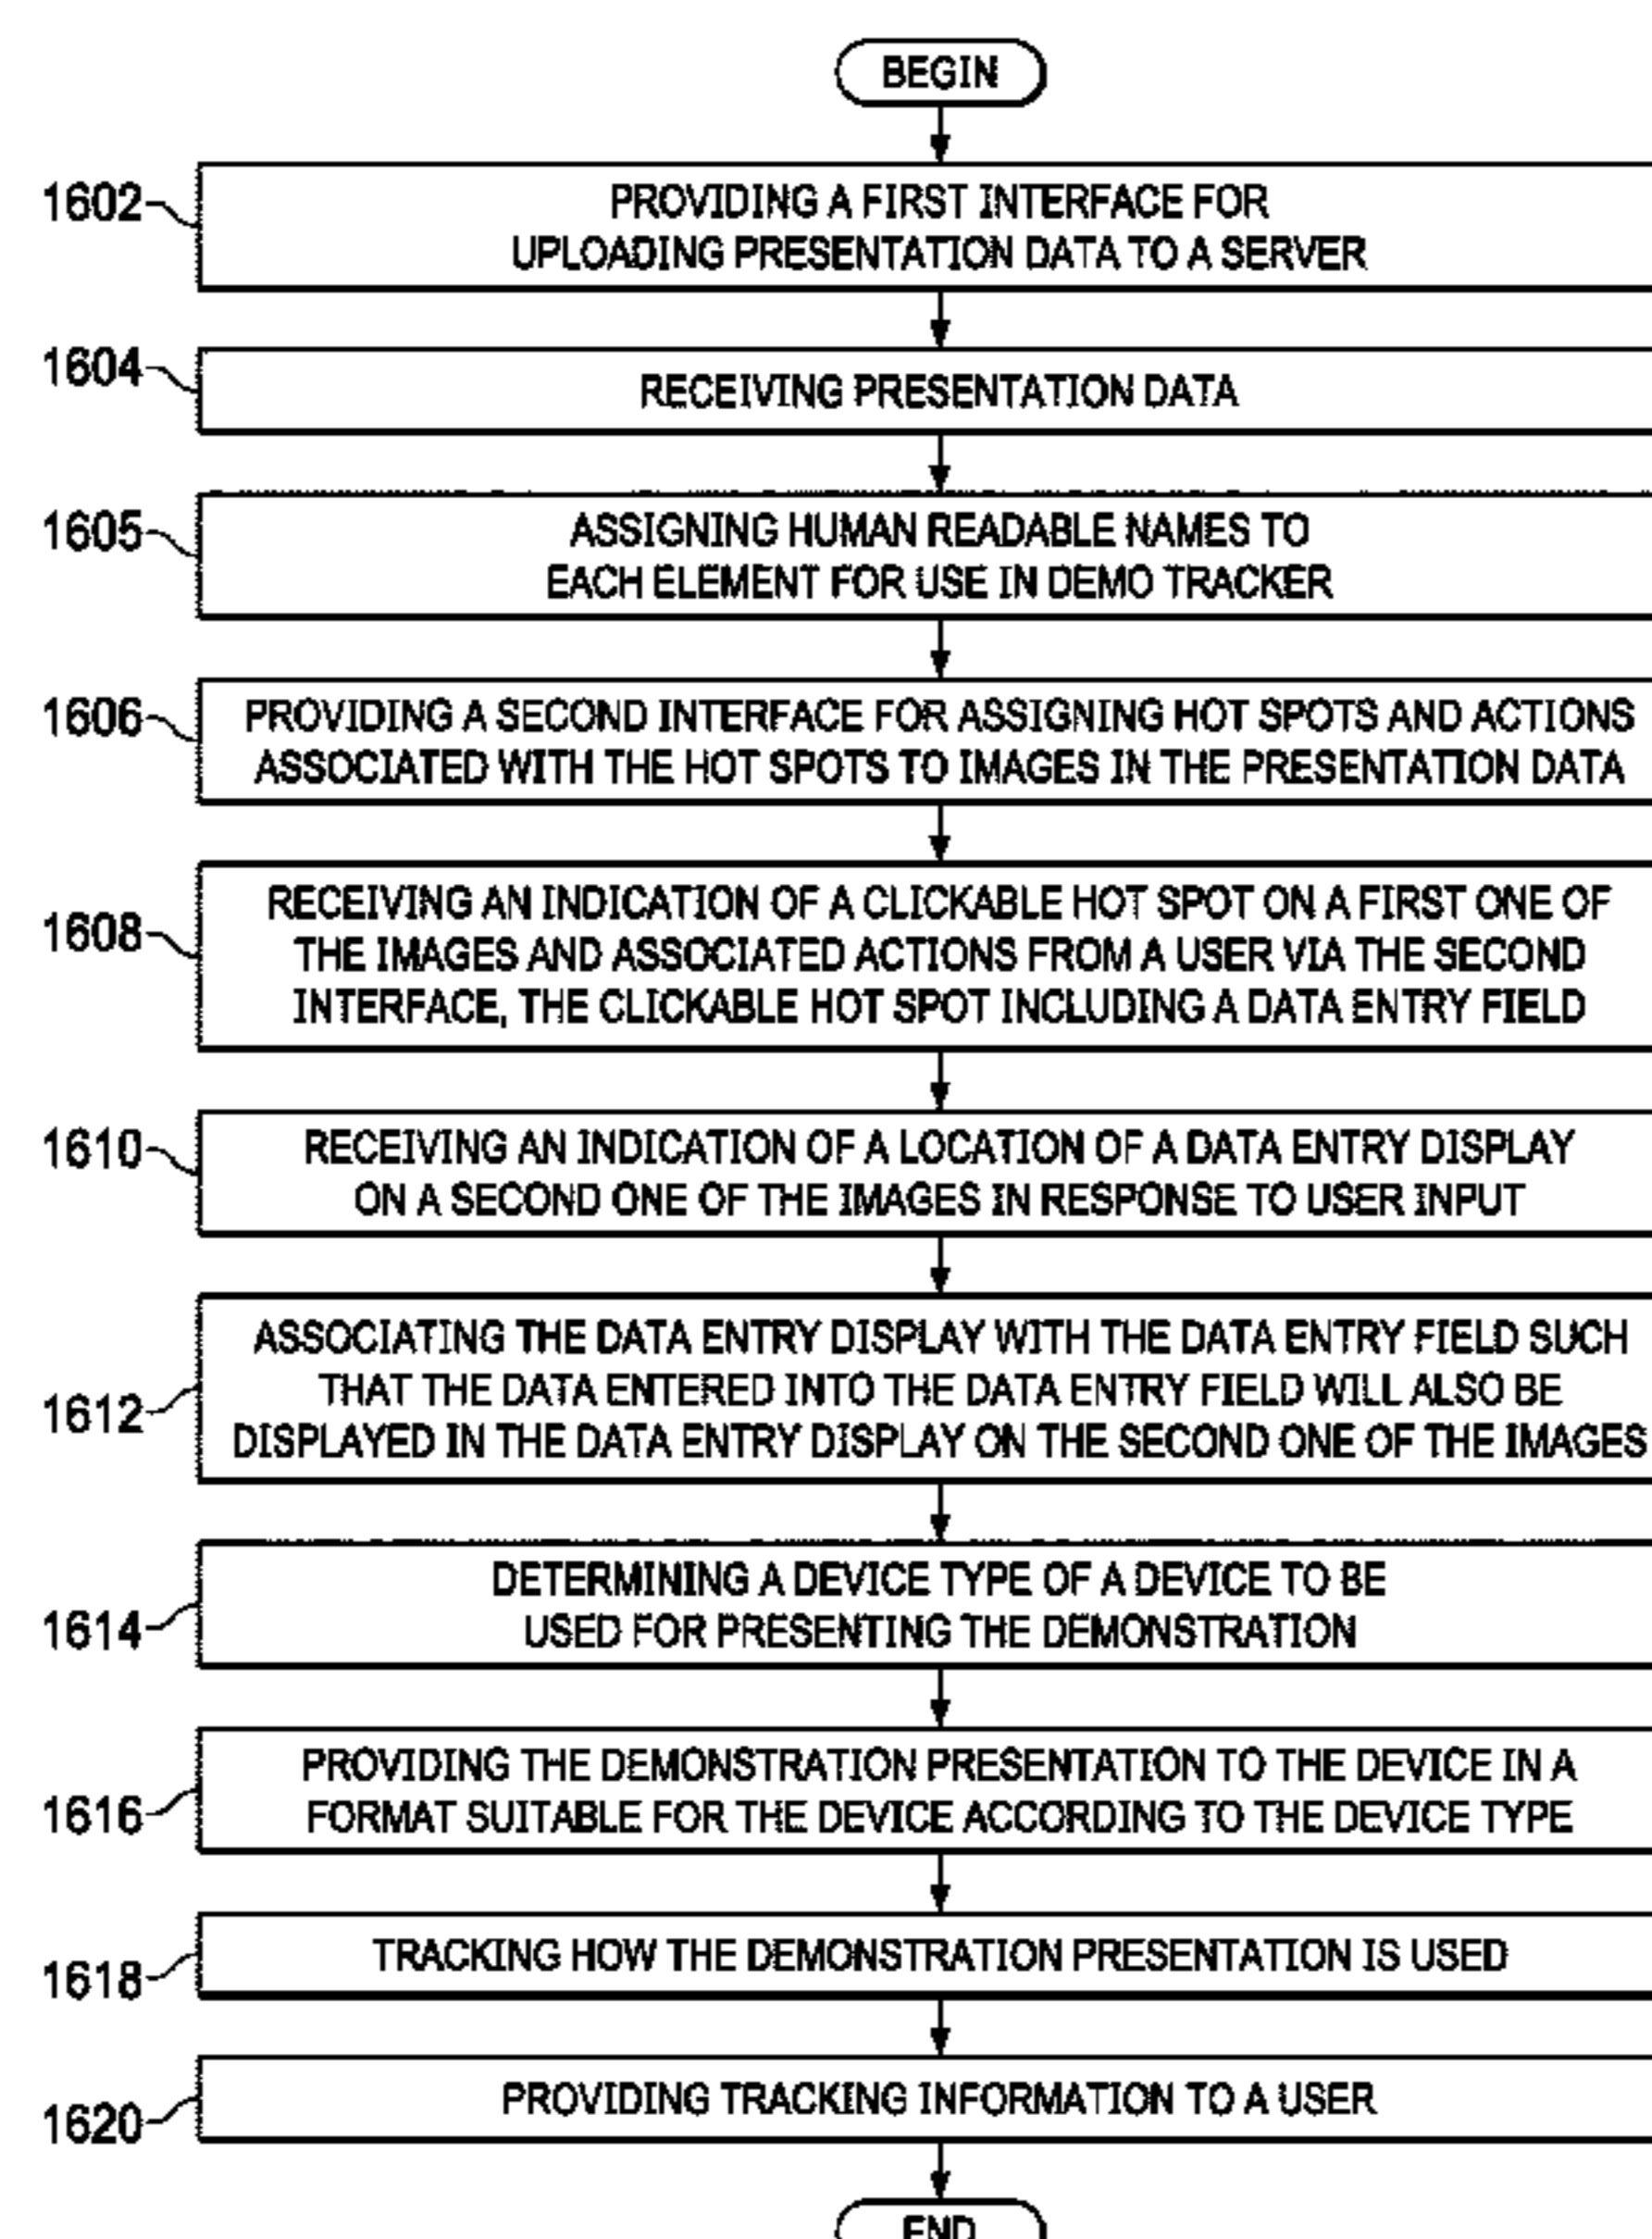 BEGIN
1602
PROVIDING A FIRST INTERFACE FOR
UPLOADING PRESENTATION DATA TO A SERVER
1604
RECEIVING PRESENTATION DATA
1605
ASSIGNING HUMAN READABLE NAMES TO
EACH ELEMENT FOR USE IN DEMO TRACKER
1606
PROVIDING A SECOND INTERFACE FOR ASSIGNING HOT SPOTS AND ACTIONS
ASSOCIATED WITH THE HOT SPOTS TO IMAGES IN THE PRESENTATION DATA
1608
RECEIVING AN INDICATION OF A CLICKABLE HOT SPOT ON A FIRST ONE OF
THE IMAGES AND ASSOCIATED ACTIONS FROM A USER VIA THE SECOND
INTERFACE, THE CLICKABLE HOT SPOT INCLUDING A DATA ENTRY FIELD
1610
RECEIVING AN INDICATION OF A LOCATION OF A DATA ENTRY DISPLAY
ON A SECOND ONE OF THE IMAGES IN RESPONSE TO USER INPUT
1612
ASSOCIATING THE DATA ENTRY DISPLAY WITH THE DATA ENTRY FIELD SUCH
THAT THE DATA ENTERED INTO THE DATA ENTRY FIELD WILL ALSO BE
DISPLAYED IN THE DATA ENTRY DISPLAY ON THE SECOND ONE OF THE IMAGES
1614
DETERMINING A DEVICE TYPE OF A DEVICE TO BE
USED FOR PRESENTING THE DEMONSTRATION
1616
PROVIDING THE DEMONSTRATION PRESENTATION TO THE DEVICE IN A
FORMAT SUITABLE FOR THE DEVICE ACCORDING TO THE DEVICE TYPE
1618
TRACKING HOW THE DEMONSTRATION PRESENTATION IS USED
1620
PROVIDING TRACKING INFORMATION TO A USER
END